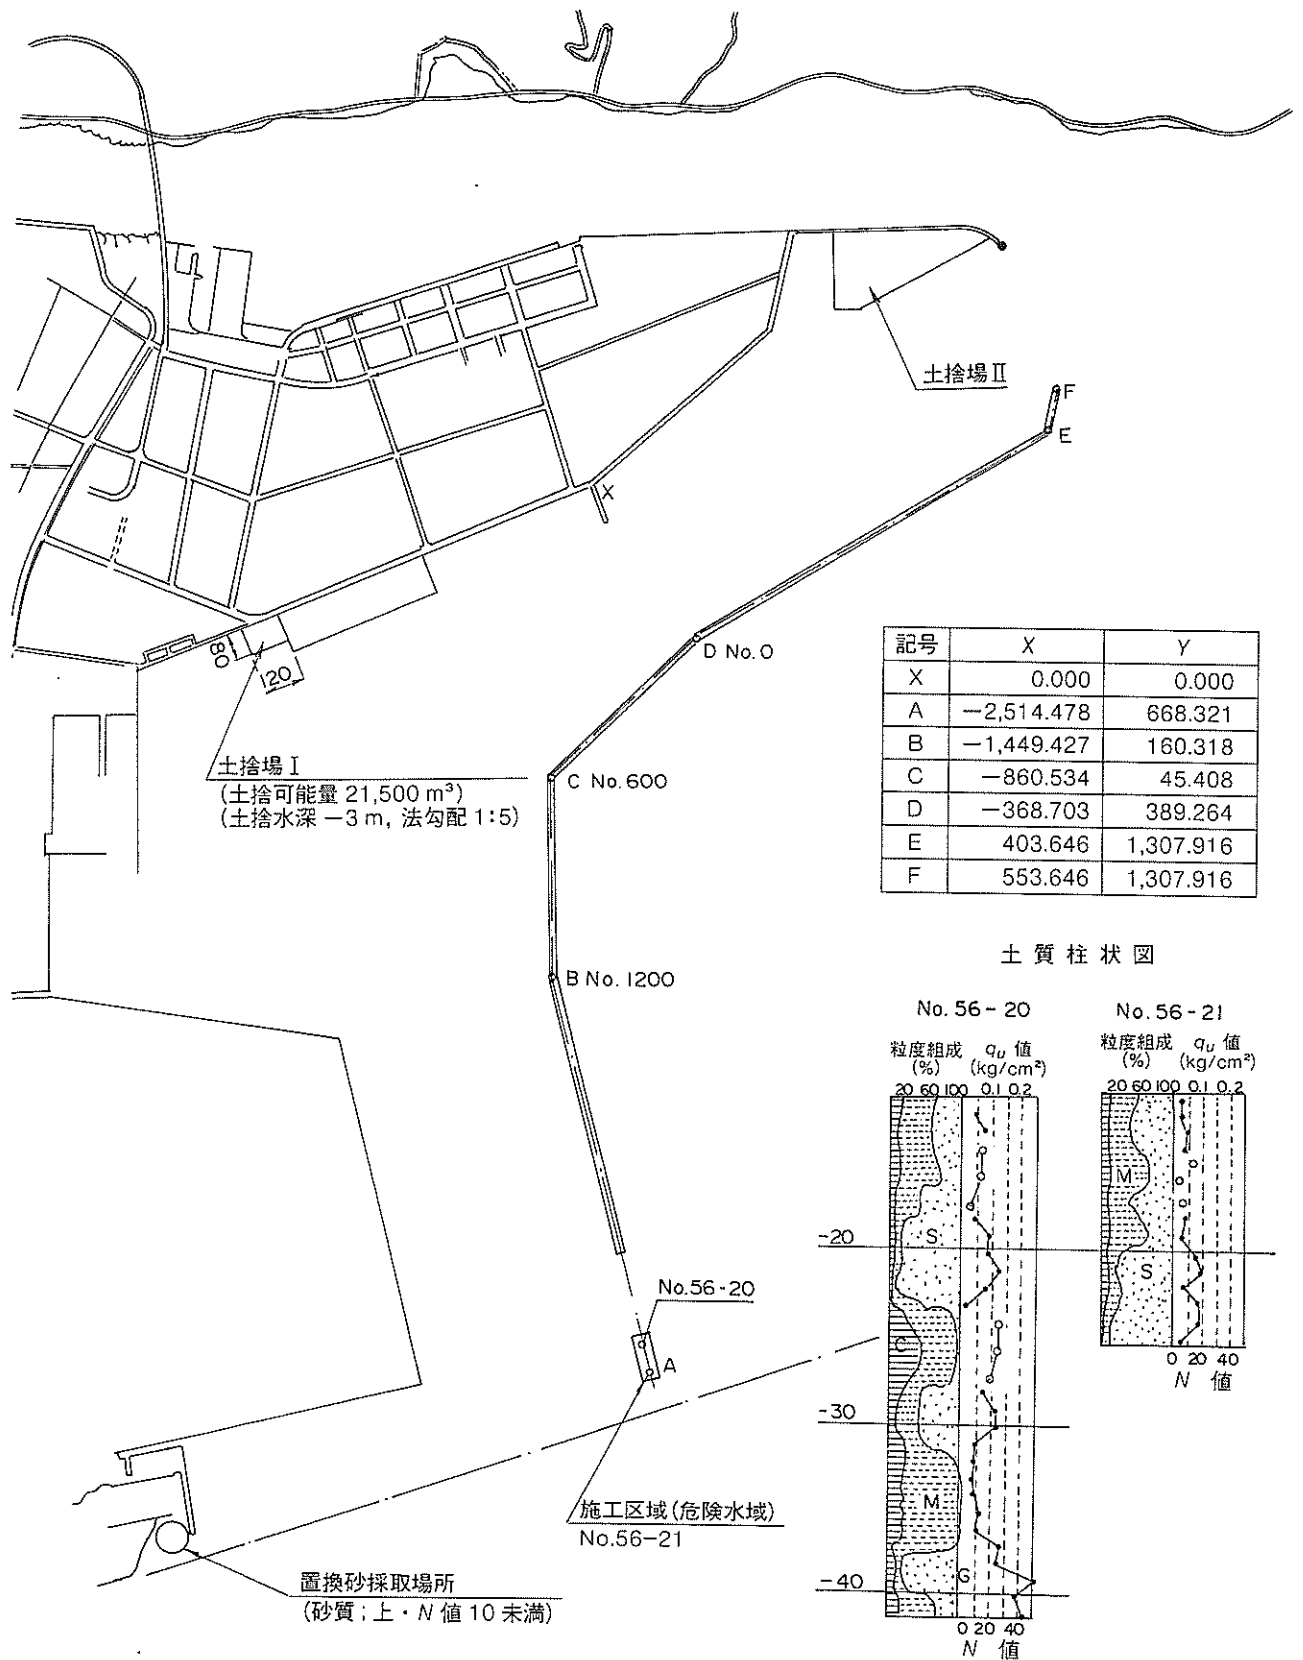 土捨場Ⅱ
F
E
X
D No.0
80
120
土捨場Ⅰ
(土捨可能量 21,500 m³)
(土捨水深 −3 m, 法勾配 1:5)
C No.600
B No.1200
記号 X Y
X 0.000 0.000
A −2,514.478 668.321
B −1,449.427 160.318
C −860.534 45.408
D −368.703 389.264
E 403.646 1,307.916
F 553.646 1,307.916
土質柱状図
No.56-20
粒度組成 qu 値
(%) (kg/cm²)
20 60 100 0.1 0.2
S
C
M
G
-20
-30
-40
0 20 40
N 値
No.56-21
粒度組成 qu 値
(%) (kg/cm²)
20 60 100 0.1 0.2
M
S
0 20 40
N 値
No.56-20
A
施工区域(危険水域)
No.56-21
置換砂採取場所
(砂質;上・N 値 10 未満)